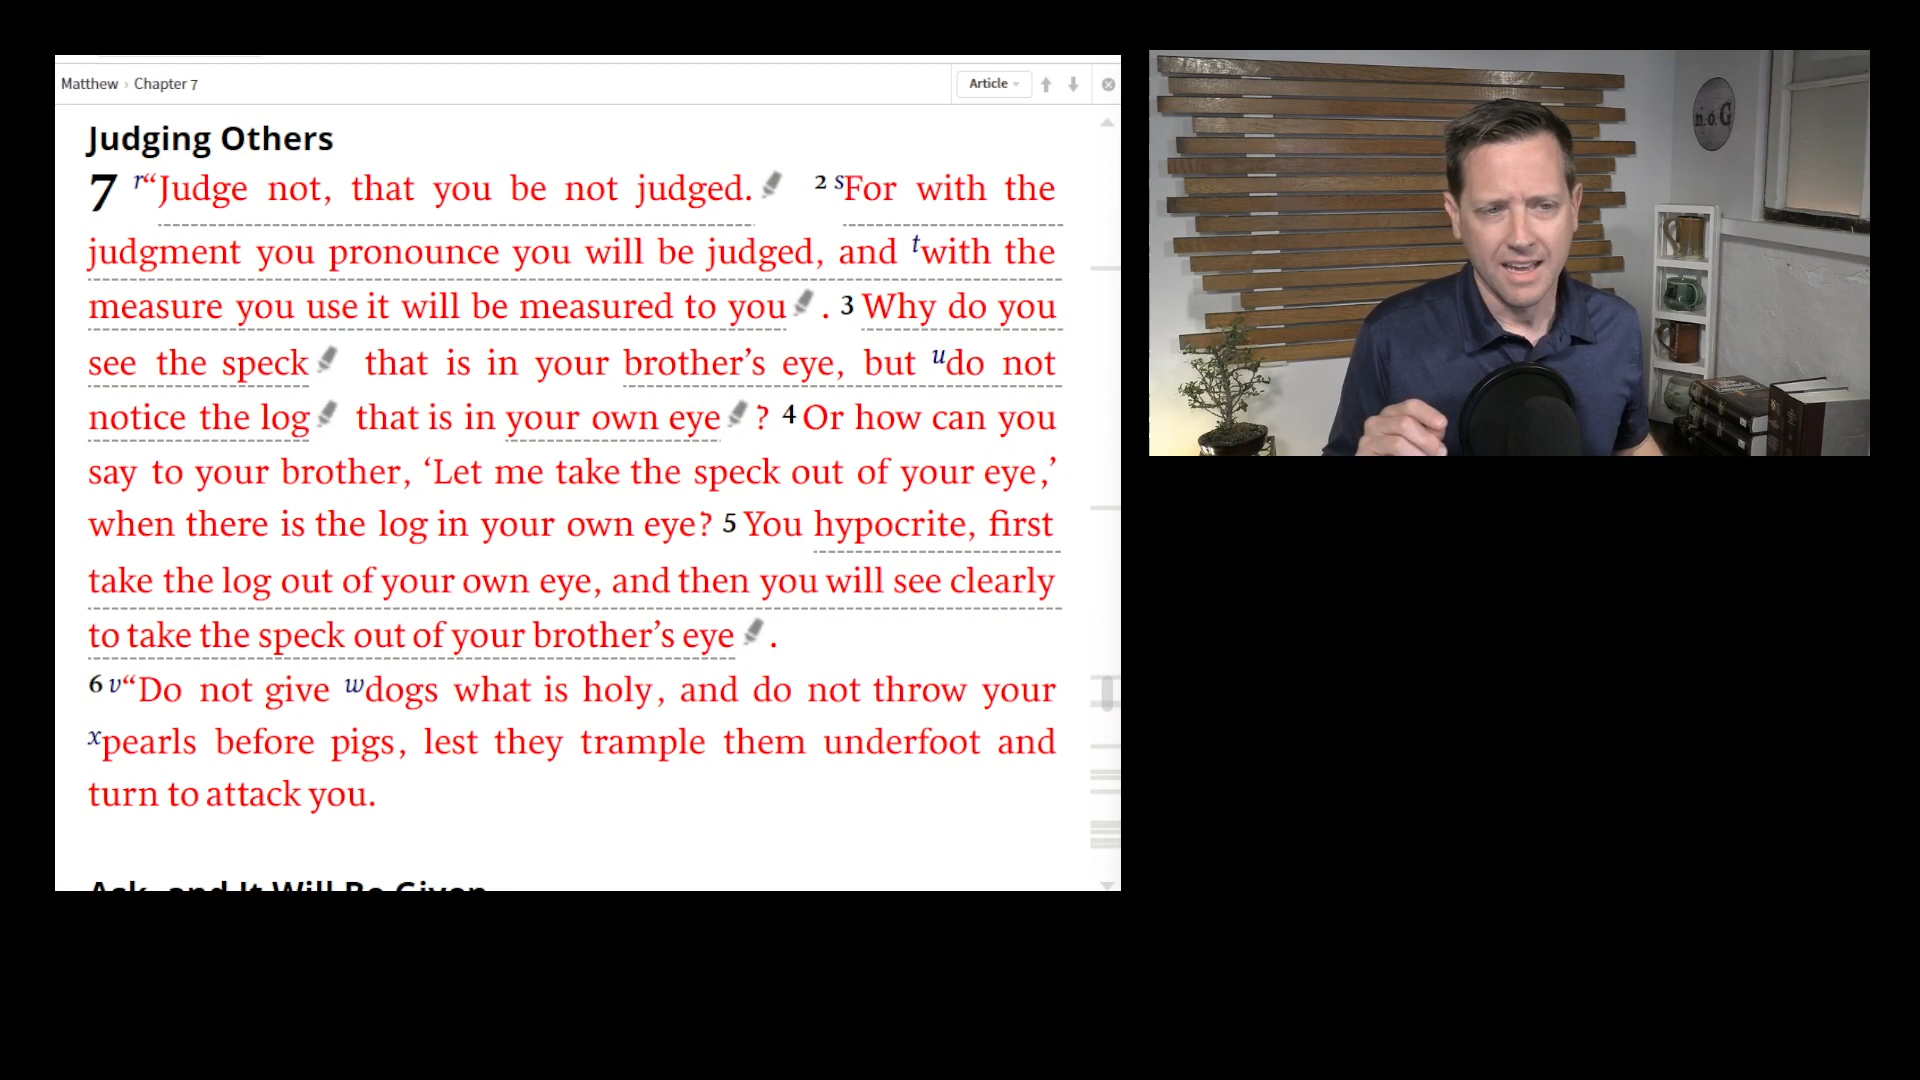 Matthew › Chapter 7
Article
Judging Others
7 r“Judge not, that you be not judged. 2 sFor with the
judgment you pronounce you will be judged, and twith the
measure you use it will be measured to you. 3 Why do you
see the speck that is in your brother’s eye, but udo not
notice the log that is in your own eye? 4 Or how can you
say to your brother, ‘Let me take the speck out of your eye,’
when there is the log in your own eye? 5 You hypocrite, first
take the log out of your own eye, and then you will see clearly
to take the speck out of your brother’s eye.
6 v“Do not give wdogs what is holy, and do not throw your
xpearls before pigs, lest they trample them underfoot and
turn to attack you.
Ask, and It Will Be Given
n.o.G